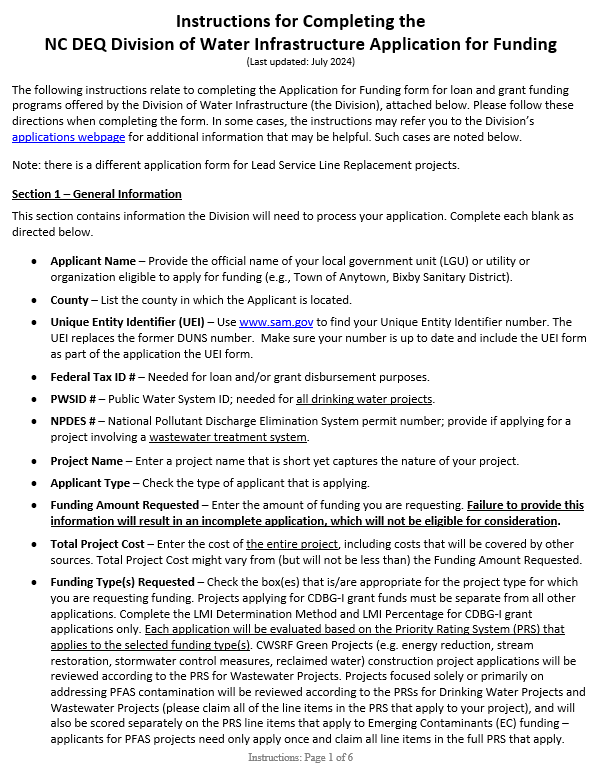 Instructions for Completing the
NC DEQ Division of Water Infrastructure Application for Funding
(Last updated: July 2024)
The following instructions relate to completing the Application for Funding form for loan and grant funding
programs offered by the Division of Water Infrastructure (the Division), attached below. Please follow these
directions when completing the form. In some cases, the instructions may refer you to the Division's
applications webpage for additional information that may be helpful. Such cases are noted below.
Note: there is a different application form for Lead Service Line Replacement projects.
Section 1 – General Information
This section contains information the Division will need to process your application. Complete each blank as
directed below.
• Applicant Name – Provide the official name of your local government unit (LGU) or utility or
organization eligible to apply for funding (e.g., Town of Anytown, Bixby Sanitary District).
• County – List the county in which the Applicant is located.
• Unique Entity Identifier (UEI) – Use www.sam.gov to find your Unique Entity Identifier number. The
UEI replaces the former DUNS number.  Make sure your number is up to date and include the UEI form
as part of the application the UEI form.
• Federal Tax ID # – Needed for loan and/or grant disbursement purposes.
• PWSID # – Public Water System ID; needed for all drinking water projects.
• NPDES # – National Pollutant Discharge Elimination System permit number; provide if applying for a
project involving a wastewater treatment system.
• Project Name – Enter a project name that is short yet captures the nature of your project.
• Applicant Type – Check the type of applicant that is applying.
• Funding Amount Requested – Enter the amount of funding you are requesting. Failure to provide this
information will result in an incomplete application, which will not be eligible for consideration.
• Total Project Cost – Enter the cost of the entire project, including costs that will be covered by other
sources. Total Project Cost might vary from (but will not be less than) the Funding Amount Requested.
• Funding Type(s) Requested – Check the box(es) that is/are appropriate for the project type for which
you are requesting funding. Projects applying for CDBG-I grant funds must be separate from all other
applications. Complete the LMI Determination Method and LMI Percentage for CDBG-I grant
applications only. Each application will be evaluated based on the Priority Rating System (PRS) that
applies to the selected funding type(s). CWSRF Green Projects (e.g. energy reduction, stream
restoration, stormwater control measures, reclaimed water) construction project applications will be
reviewed according to the PRS for Wastewater Projects. Projects focused solely or primarily on
addressing PFAS contamination will be reviewed according to the PRSs for Drinking Water Projects and
Wastewater Projects (please claim all of the line items in the PRS that apply to your project), and will
also be scored separately on the PRS line items that apply to Emerging Contaminants (EC) funding –
applicants for PFAS projects need only apply once and claim all line items in the full PRS that apply.
Instructions: Page 1 of 6